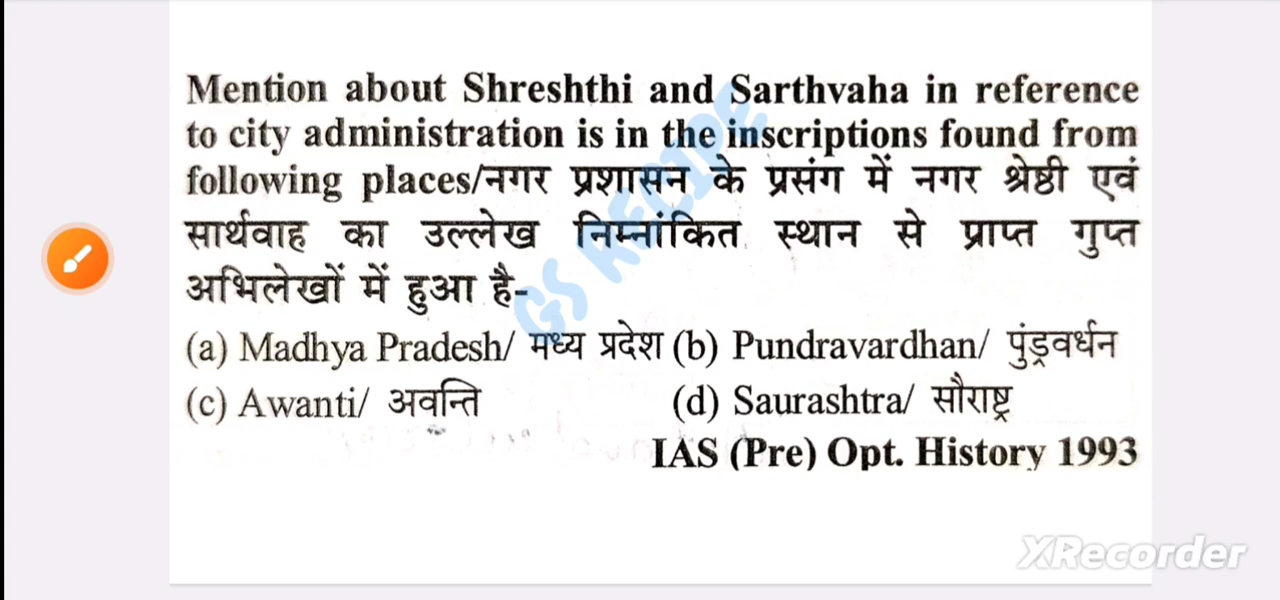 Mention about Shreshthi and Sarthvaha in reference
to city administration is in the inscriptions found from
following places/नगर प्रशासन के प्रसंग में नगर श्रेष्ठी एवं
सार्थवाह का उल्लेख निम्नांकित स्थान से प्राप्त गुप्त
अभिलेखों में हुआ है-
(a) Madhya Pradesh/ मध्य प्रदेश (b) Pundravardhan/ पुंड्रवर्धन
(c) Awanti/ अवन्ति (d) Saurashtra/ सौराष्ट्र
IAS (Pre) Opt. History 1993
GS RECIPE
XRecorder